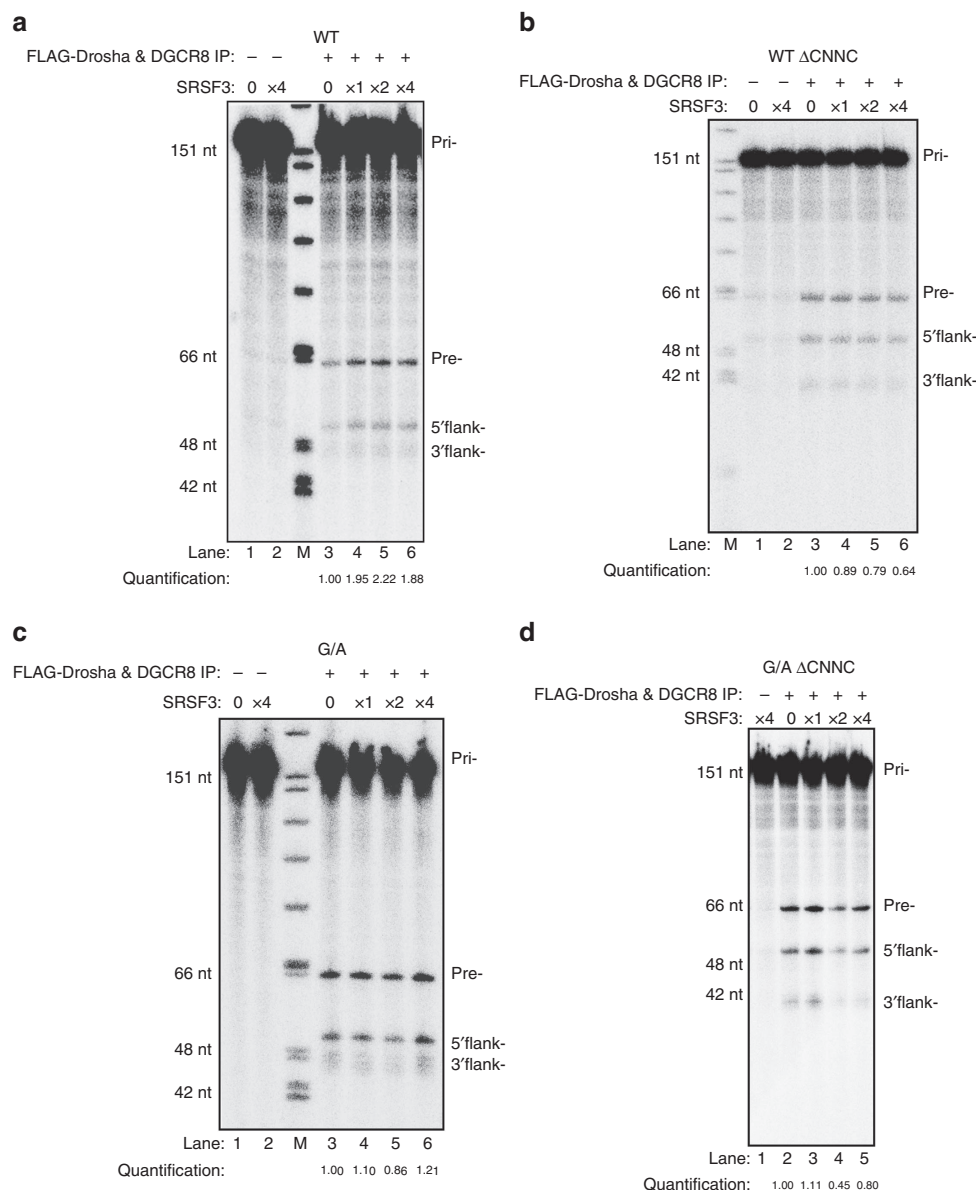 a
WT
FLAG-Drosha & DGCR8 IP: – – + + + +
SRSF3: 0 ×4 0 ×1 ×2 ×4
151 nt
Pri-
66 nt
Pre-
5′flank-
48 nt
3′flank-
42 nt
Lane: 1 2 M 3 4 5 6
Quantification: 1.00 1.95 2.22 1.88
b
WT ΔCNNC
FLAG-Drosha & DGCR8 IP: – – + + + +
SRSF3: 0 ×4 0 ×1 ×2 ×4
151 nt
Pri-
66 nt
Pre-
5′flank-
48 nt
42 nt
3′flank-
Lane: M 1 2 3 4 5 6
Quantification: 1.00 0.89 0.79 0.64
c
G/A
FLAG-Drosha & DGCR8 IP: – – + + + +
SRSF3: 0 ×4 0 ×1 ×2 ×4
Pri-
151 nt
66 nt
Pre-
5′flank-
48 nt
3′flank-
42 nt
Lane: 1 2 M 3 4 5 6
Quantification: 1.00 1.10 0.86 1.21
d
G/A ΔCNNC
FLAG-Drosha & DGCR8 IP: – + + + +
SRSF3: ×4 0 ×1 ×2 ×4
151 nt
Pri-
66 nt
Pre-
5′flank-
48 nt
42 nt
3′flank-
Lane: 1 2 3 4 5
Quantification: 1.00 1.11 0.45 0.80